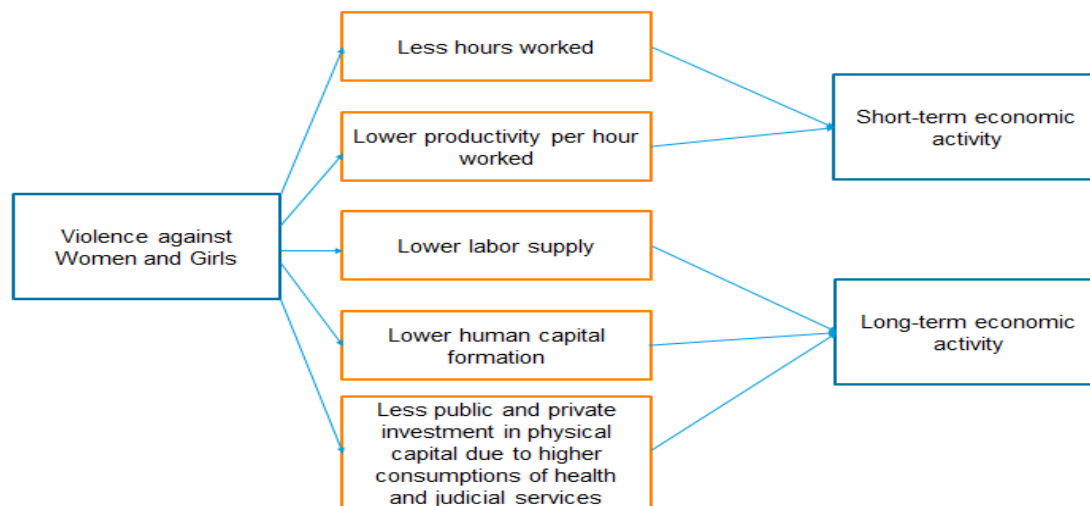 Violence against
Women and Girls
Less hours worked
Lower productivity per hour
worked
Lower labor supply
Lower human capital
formation
Less public and private
investment in physical
capital due to higher
consumptions of health
and judicial services
Short-term economic
activity
Long-term economic
activity